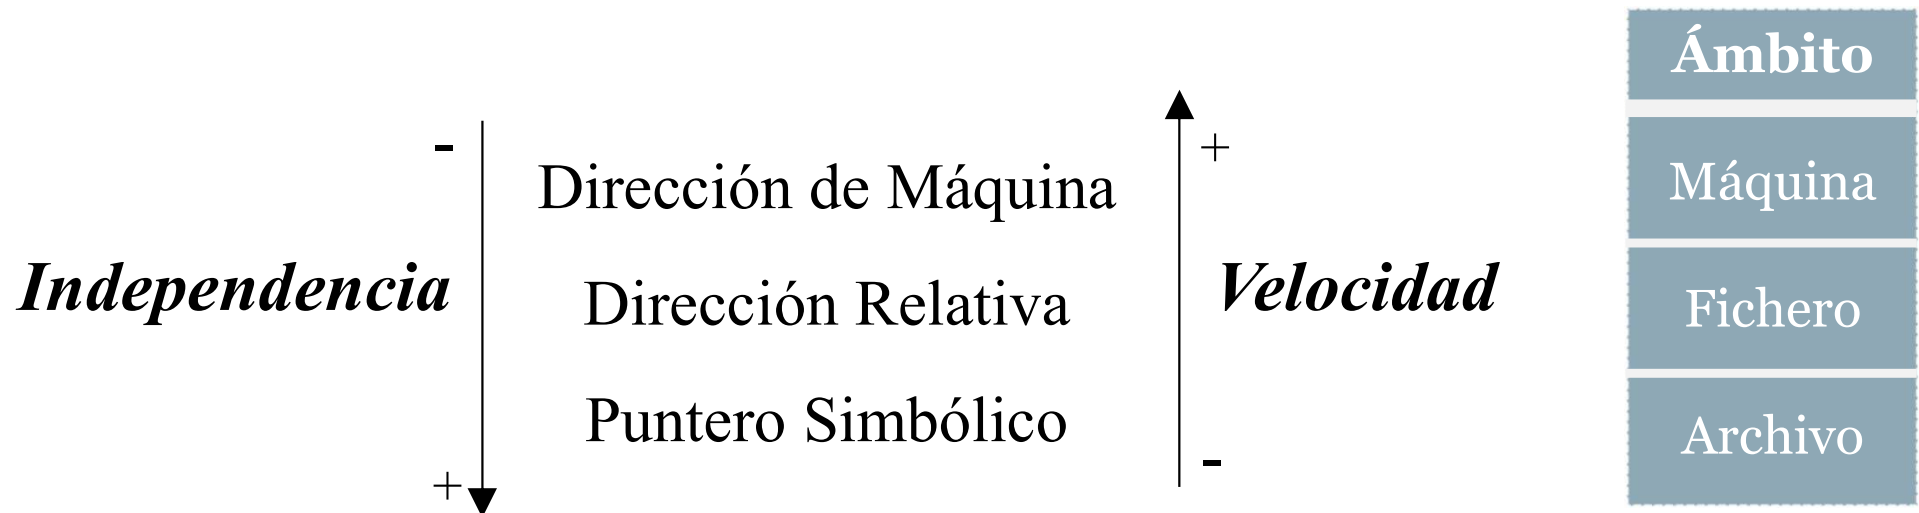 Ámbito
-
+
Dirección de Máquina
Máquina
Independencia
Dirección Relativa
Velocidad
Fichero
Puntero Simbólico
Archivo
+
-